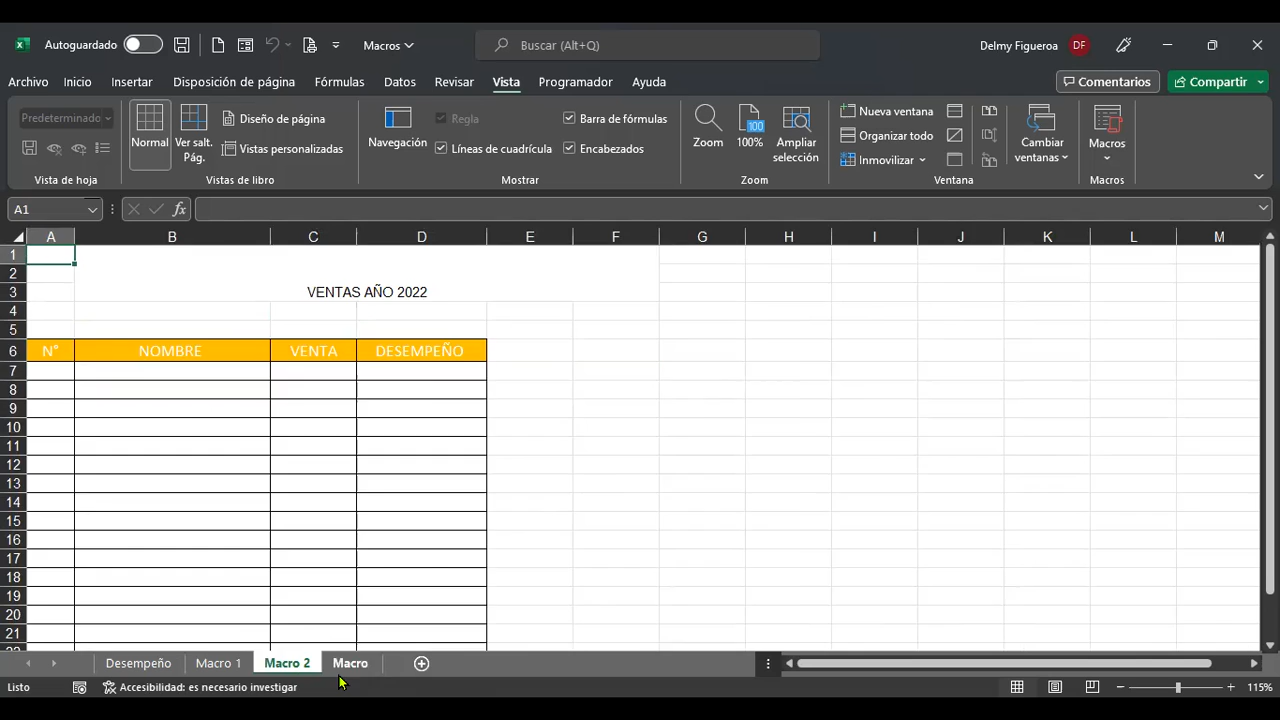 Autoguardado
Macros
Buscar (Alt+Q)
Delmy Figueroa
DF
Archivo Inicio Insertar Disposición de página Fórmulas Datos Revisar Vista Programador Ayuda
Comentarios
Compartir
Predeterminado
Vista de hoja
Normal
Ver salt. Pág.
Diseño de página
Vistas personalizadas
Vistas de libro
Navegación
Regla
Líneas de cuadrícula
Barra de fórmulas
Encabezados
Mostrar
Zoom
100
100%
Ampliar selección
Zoom
Nueva ventana
Organizar todo
Inmovilizar
Cambiar ventanas
Ventana
Macros
Macros
A1
fx
A B C D E F G H I J K L M
1
2
3 VENTAS AÑO 2022
4
5
6 N° NOMBRE VENTA DESEMPEÑO
7
8
9
10
11
12
13
14
15
16
17
18
19
20
21
Desempeño Macro 1 Macro 2 Macro
Listo
Accesibilidad: es necesario investigar
115%